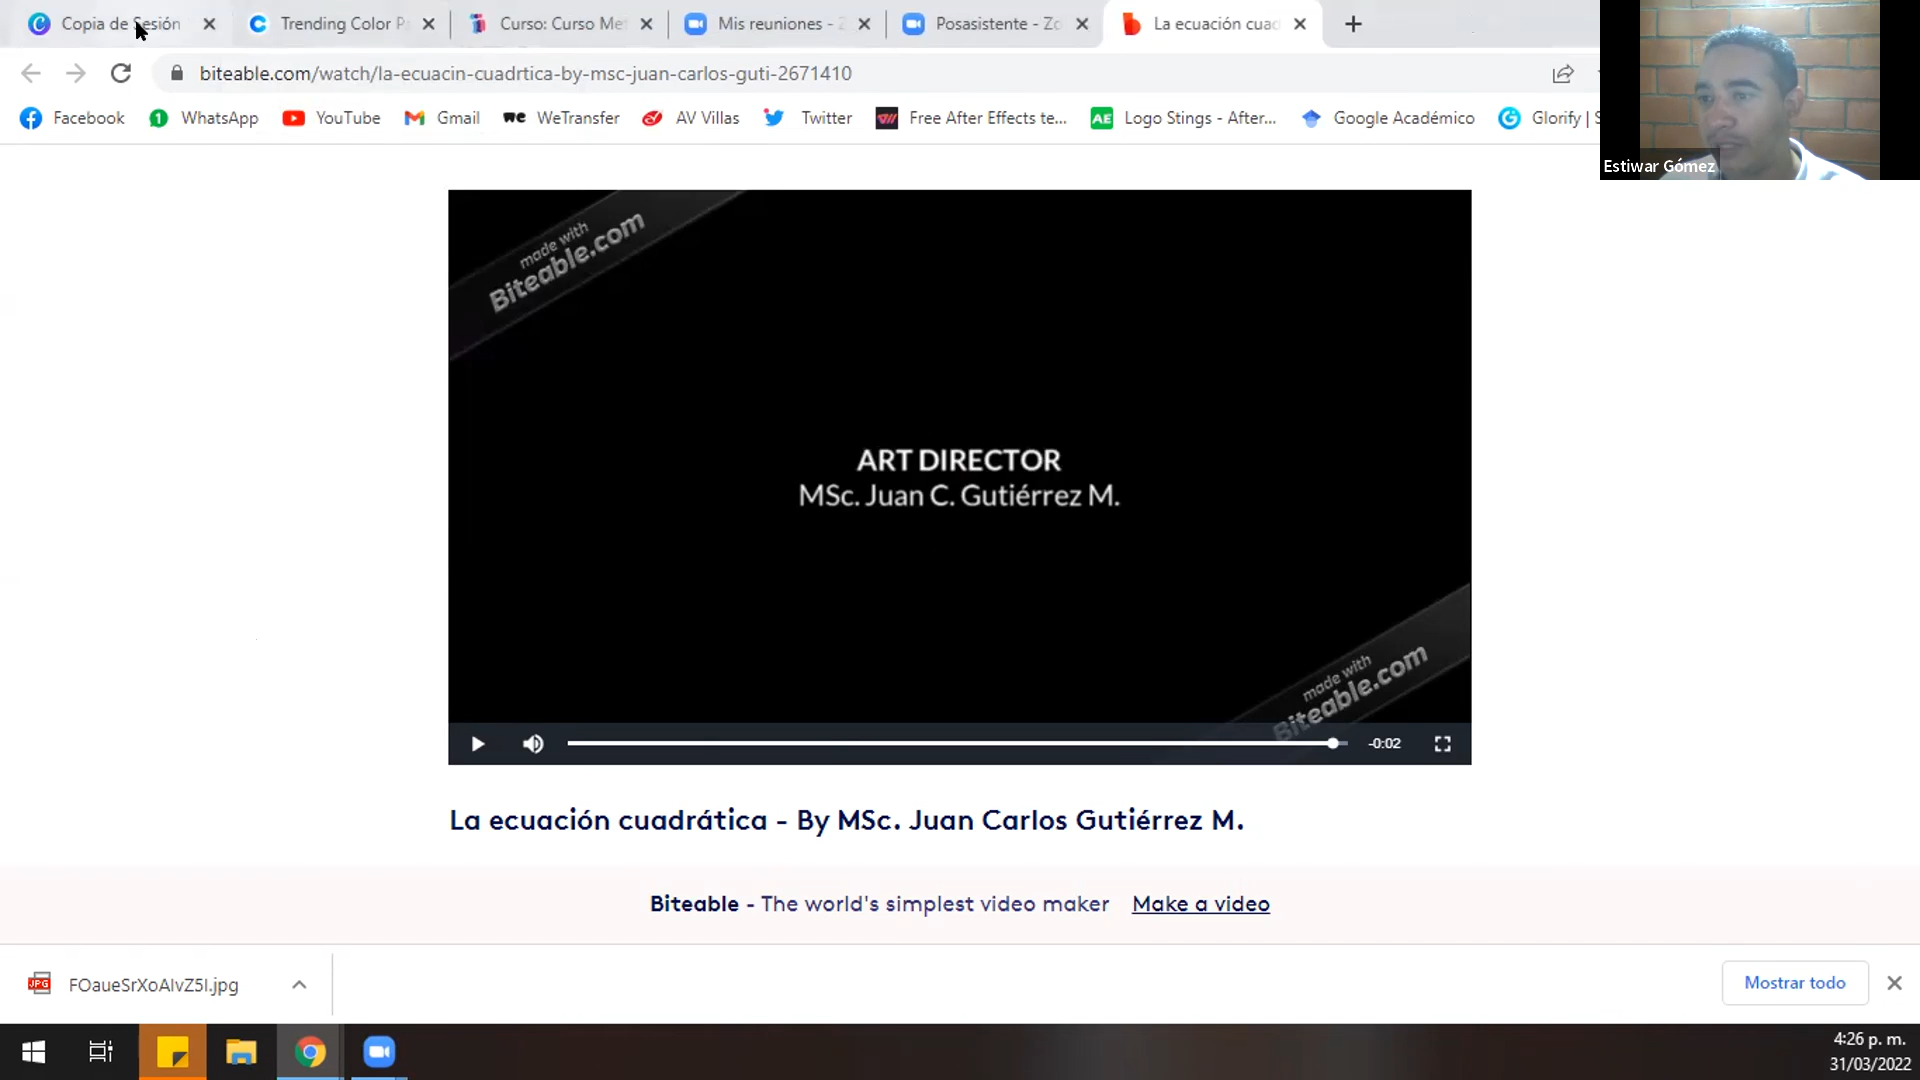 Copia de Sesión
Trending Color P
Curso: Curso Me
Mis reuniones -
Posasistente - Zo
La ecuación cuad
biteable.com/watch/la-ecuacin-cuadrtica-by-msc-juan-carlos-guti-2671410
Facebook
1
WhatsApp
YouTube
Gmail
we
WeTransfer
AV Villas
Twitter
Free After Effects te...
AE
Logo Stings - After...
Google Académico
Glorify | S
Estiwar Gómez
made with
Biteable.com
ART DIRECTOR
MSc. Juan C. Gutiérrez M.
made with
Biteable.com
-0:02
La ecuación cuadrática - By MSc. Juan Carlos Gutiérrez M.
Biteable - The world's simplest video maker Make a video
JPG
FOaueSrXoAIvZ5I.jpg
Mostrar todo
4:26 p. m.
31/03/2022